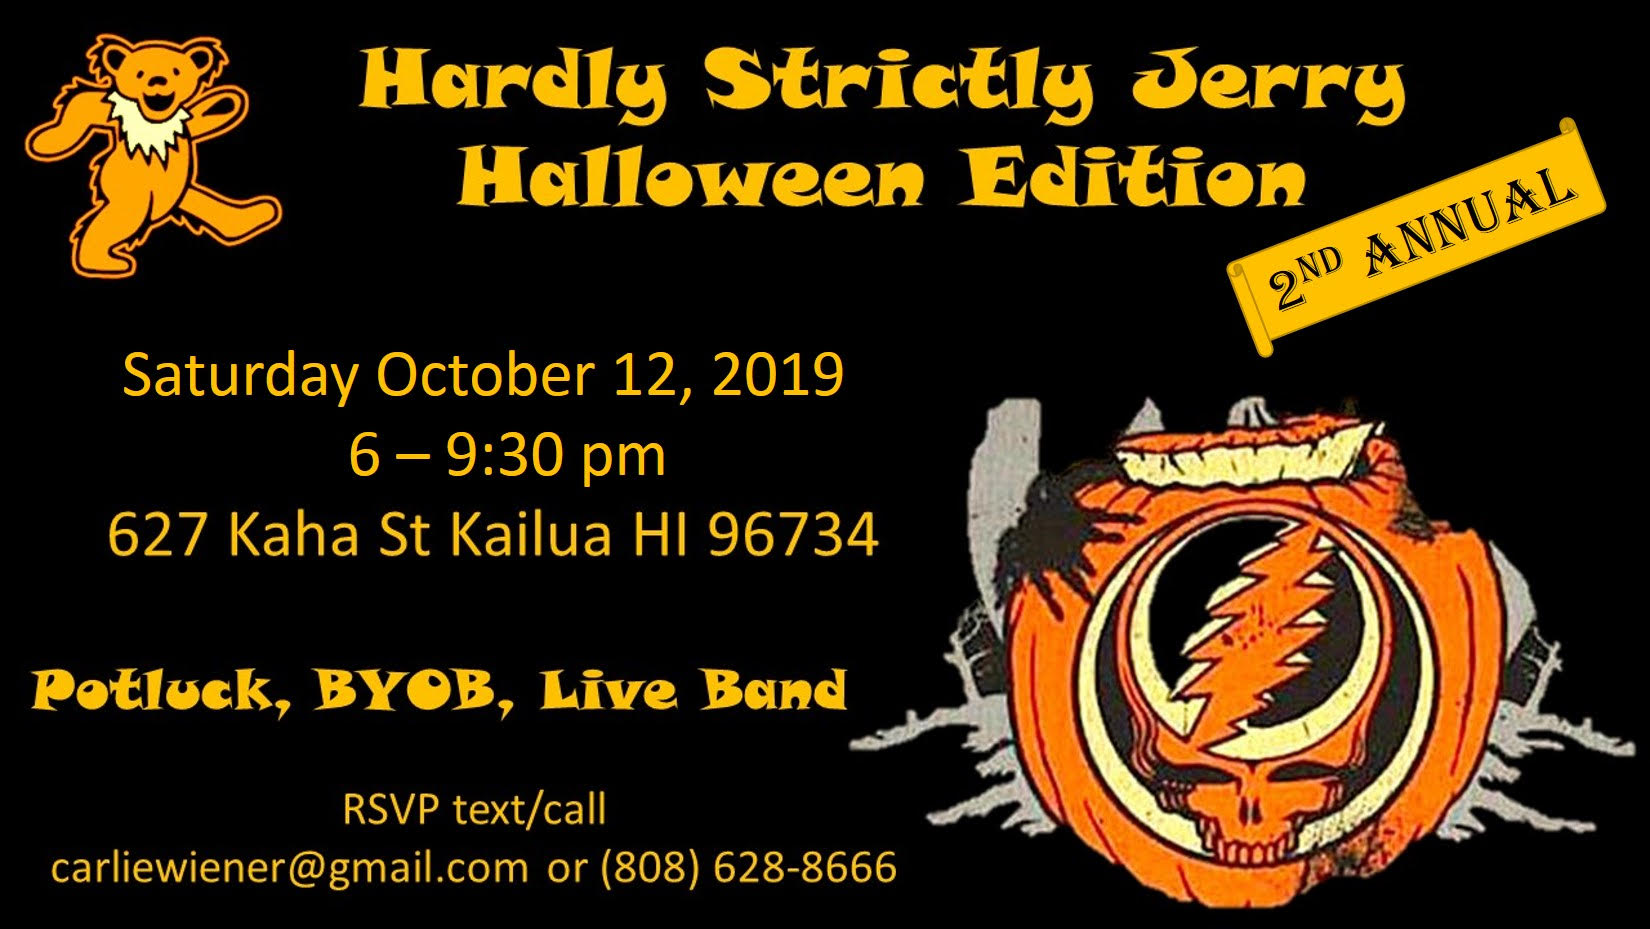 Hardly Strictly Jerry
Halloween Edition
2ND ANNUAL
Saturday October 12, 2019
6 – 9:30 pm
627 Kaha St Kailua HI 96734
Potluck, BYOB, Live Band
RSVP text/call
carliewiener@gmail.com or (808) 628-8666